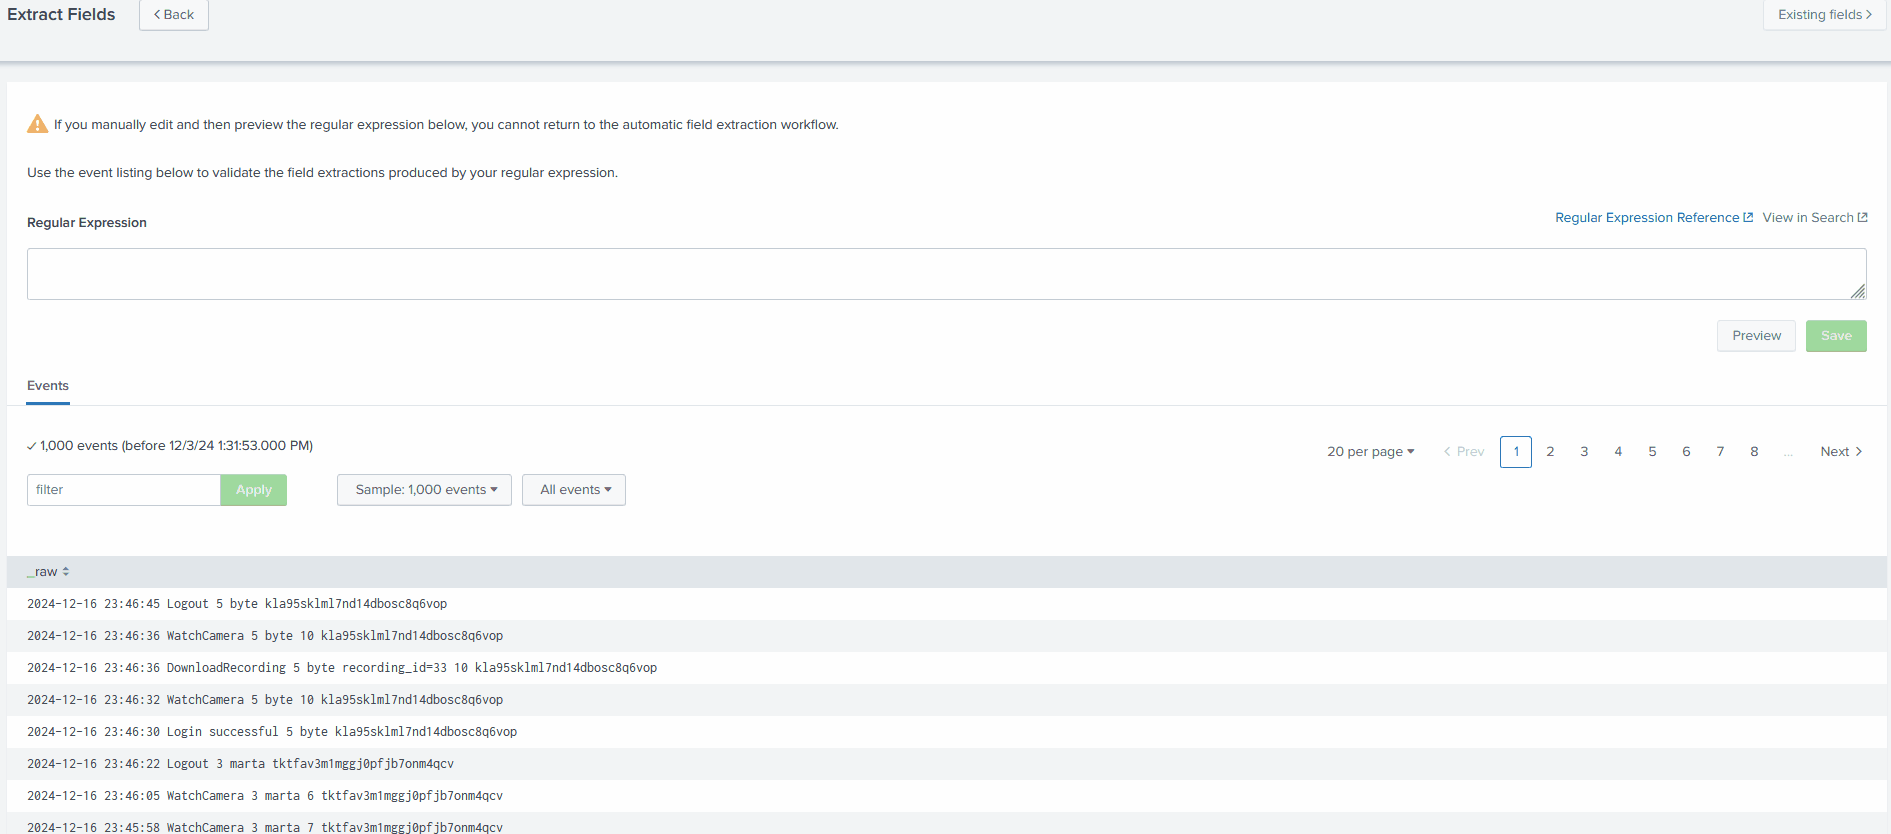 Extract Fields
Back
Existing fields
If you manually edit and then preview the regular expression below, you cannot return to the automatic field extraction workflow.
Use the event listing below to validate the field extractions produced by your regular expression.
Regular Expression
Regular Expression Reference
View in Search
Preview
Save
Events
1,000 events (before 12/3/24 1:31:53.000 PM)
20 per page
Prev 1 2 3 4 5 6 7 8 ... Next
filter
Apply
Sample: 1,000 events
All events
_raw
2024-12-16 23:46:45 Logout 5 byte kla95sklml7nd14dbosc8q6vop
2024-12-16 23:46:36 WatchCamera 5 byte 10 kla95sklml7nd14dbosc8q6vop
2024-12-16 23:46:36 DownloadRecording 5 byte recording_id=33 10 kla95sklml7nd14dbosc8q6vop
2024-12-16 23:46:32 WatchCamera 5 byte 10 kla95sklml7nd14dbosc8q6vop
2024-12-16 23:46:30 Login successful 5 byte kla95sklml7nd14dbosc8q6vop
2024-12-16 23:46:22 Logout 3 marta tktfav3m1mggj0pfjb7onm4qcv
2024-12-16 23:46:05 WatchCamera 3 marta 6 tktfav3m1mggj0pfjb7onm4qcv
2024-12-16 23:45:58 WatchCamera 3 marta 7 tktfav3m1mggj0pfjb7onm4qcv